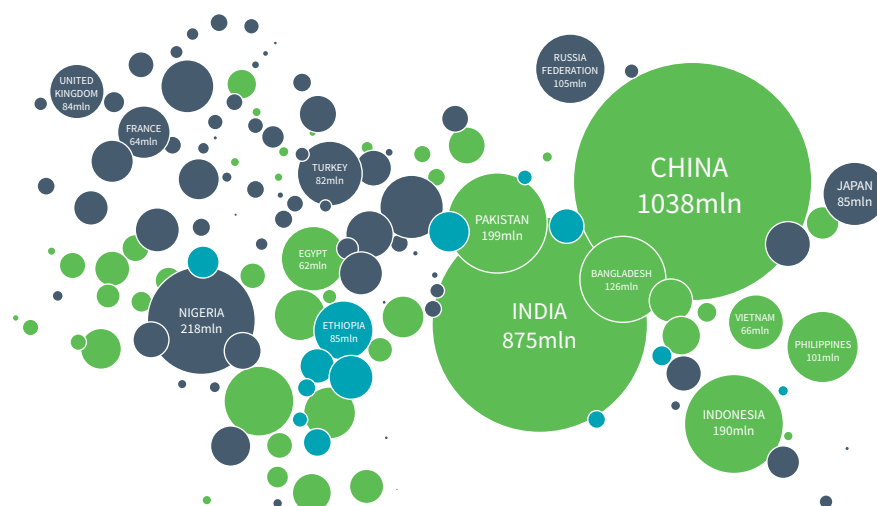 RUSSIA
FEDERATION
105mln
UNITED
KINGDOM
84mln
FRANCE
64mln
TURKEY
82mln
CHINA
1038mln
JAPAN
85mln
PAKISTAN
199mln
EGYPT
62mln
BANGLADESH
126mln
NIGERIA
218mln
INDIA
875mln
ETHIOPIA
85mln
VIETNAM
66mln
PHILIPPINES
101mln
INDONESIA
190mln